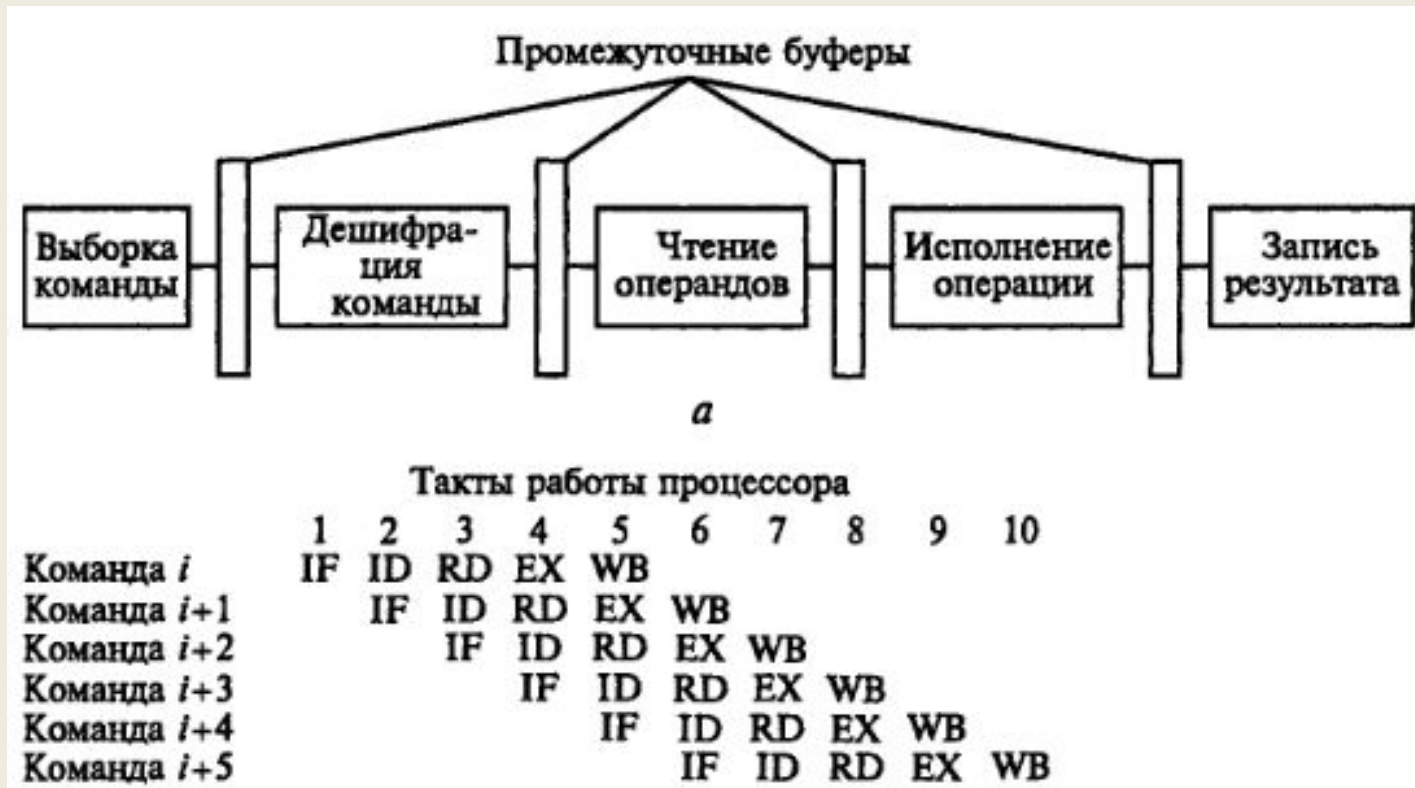 Промежуточные буферы
Выборка
команды
Дешифра-
ция
команды
Чтение
операндов
Исполнение
операции
Запись
результата
а
Такты работы процессора
1 2 3 4 5 6 7 8 9 10
Команда i IF ID RD EX WB
Команда i+1 IF ID RD EX WB
Команда i+2 IF ID RD EX WB
Команда i+3 IF ID RD EX WB
Команда i+4 IF ID RD EX WB
Команда i+5 IF ID RD EX WB